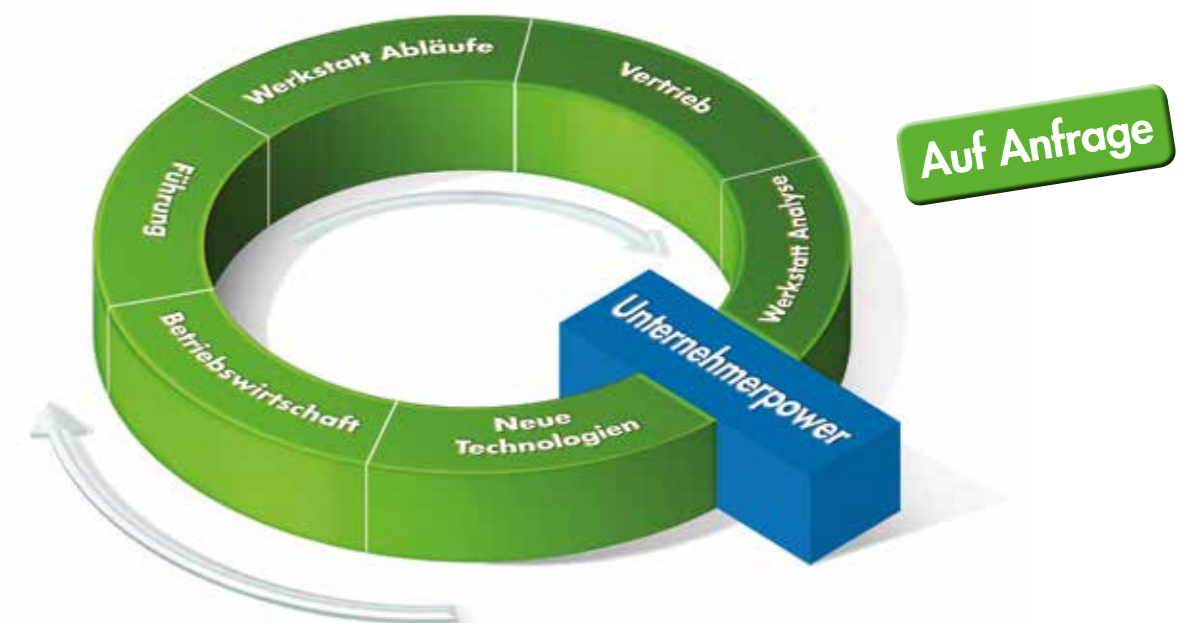 Werkstatt Abläufe
Vertrieb
Auf Anfrage
Führung
Werkstatt Analyse
Unternehmerpower
Betriebswirtschaft
Neue
Technologien